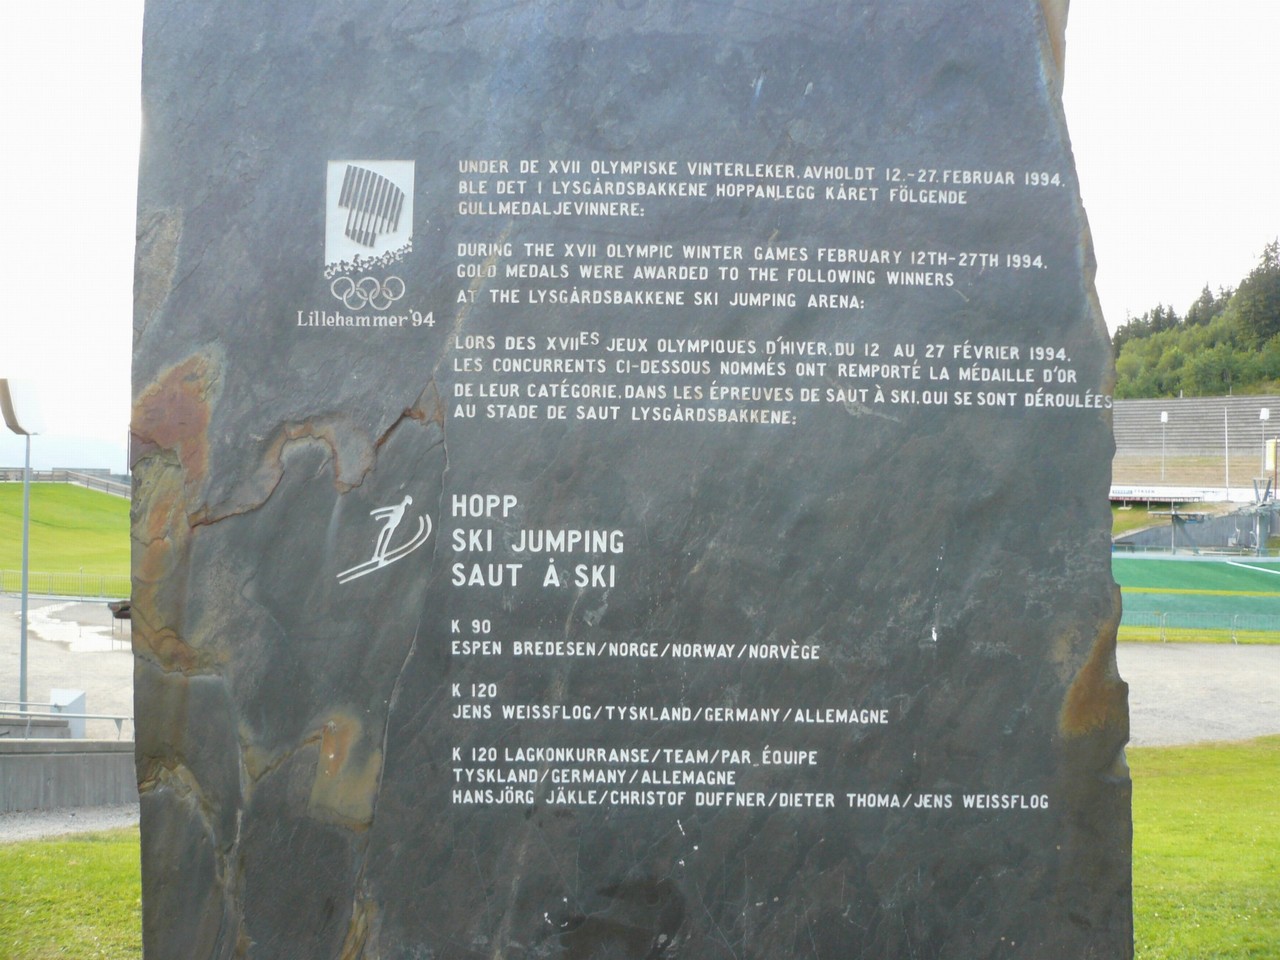 UNDER DE XVII OLYMPISKE VINTERLEKER. AVHOLDT 12.-27. FEBRUAR 1994.
BLE DET I LYSGÅRDSBAKKENE HOPPANLEGG KÅRET FÖLGENDE
GULLMEDALJEVINNERE:
DURING THE XVII OLYMPIC WINTER GAMES FEBRUARY 12TH-27TH 1994.
GOLD MEDALS WERE AWARDED TO THE FOLLOWING WINNERS
AT THE LYSGÅRDSBAKKENE SKI JUMPING ARENA:
Lillehammer '94
LORS DES XVIIES JEUX OLYMPIQUES D'HIVER. DU 12 AU 27 FÉVRIER 1994.
LES CONCURRENTS CI-DESSOUS NOMMÉS ONT REMPORTÉ LA MÉDAILLE D'OR
DE LEUR CATÉGORIE. DANS LES ÉPREUVES DE SAUT À SKI. QUI SE SONT DÉROULÉES
AU STADE DE SAUT LYSGÅRDSBAKKENE:
HOPP
SKI JUMPING
SAUT À SKI
K 90
ESPEN BREDESEN/NORGE/NORWAY/NORVÈGE
K 120
JENS WEISSFLOG/TYSKLAND/GERMANY/ALLEMAGNE
K 120 LAGKONKURRANSE/TEAM/PAR ÉQUIPE
TYSKLAND/GERMANY/ALLEMAGNE
HANSJÖRG JÄKLE/CHRISTOF DUFFNER/DIETER THOMA/JENS WEISSFLOG